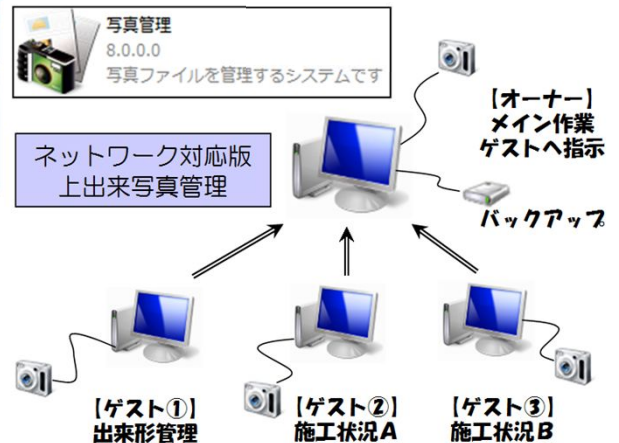 写真管理
8.0.0.0
写真ファイルを管理するシステムです
ネットワーク対応版
上出来写真管理
【オーナー】
メイン作業
ゲストへ指示
バックアップ
【ゲスト①】
出来形管理
【ゲスト②】
施工状況A
【ゲスト③】
施工状況B